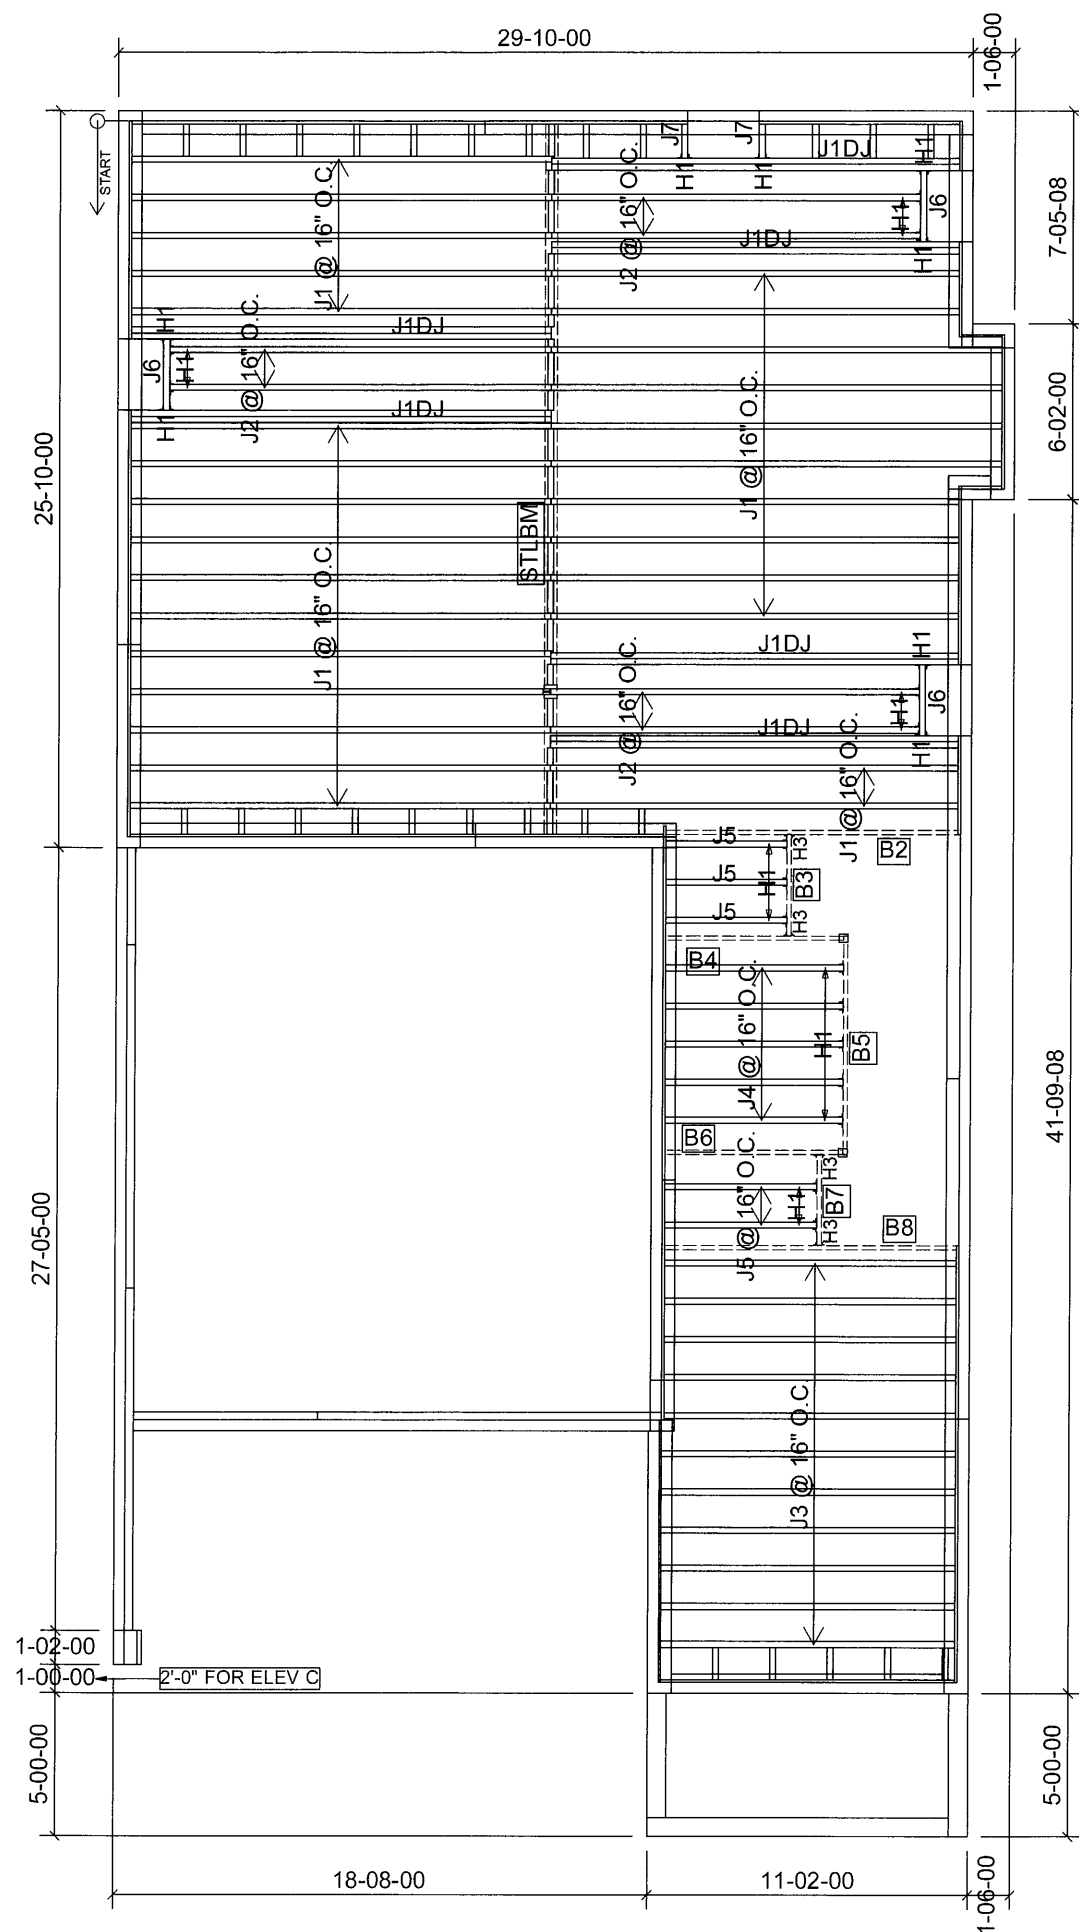 29-10-00
1-06-00
START
J7
J7
J1DJ
H1
H1
H1
J6
7-05-08
J1 @ 16" O.C.
J2 @ 16" O.C.
H1
J1DJ
H1
H1
J1DJ
J2 @ 16" O.C.
J6
H1
J1 @ 16" O.C.
6-02-00
H1
J1DJ
25-10-00
STLBM
J1 @ 16" O.C.
J1DJ
H1
J2 @ 16" O.C.
H1
J6
J1DJ
H1
J1 @ 16" O.C.
J5
H3
B2
J5
H1
B3
J5
H3
B4
J4 @ 16" O.C.
H1
B5
41-09-08
B6
27-05-00
J5 @ 16" O.C.
H1
H3
B7
H3
B8
J3 @ 16" O.C.
1-02-00
1-00-00
2'-0" FOR ELEV C
5-00-00
5-00-00
18-08-00
11-02-00
1-06-00